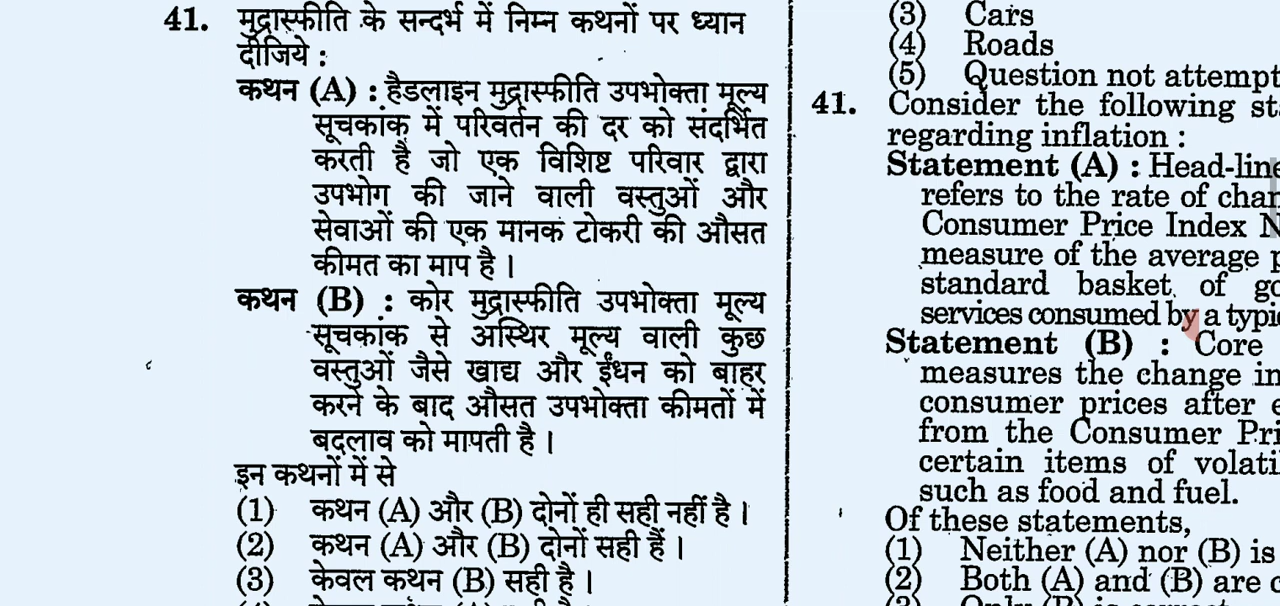 41. मुद्रास्फीति के सन्दर्भ में निम्न कथनों पर ध्यान
दीजिये :
कथन (A) : हैडलाइन मुद्रास्फीति उपभोक्ता मूल्य
सूचकांक में परिवर्तन की दर को संदर्भित
करती है जो एक विशिष्ट परिवार द्वारा
उपभोग की जाने वाली वस्तुओं और
सेवाओं की एक मानक टोकरी की औसत
कीमत का माप है।
कथन (B) : कोर मुद्रास्फीति उपभोक्ता मूल्य
सूचकांक से अस्थिर मूल्य वाली कुछ
वस्तुओं जैसे खाद्य और ईंधन को बाहर
करने के बाद औसत उपभोक्ता कीमतों में
बदलाव को मापती है।
इन कथनों में से
(1) कथन (A) और (B) दोनों ही सही नहीं है।
(2) कथन (A) और (B) दोनों सही हैं।
(3) केवल कथन (B) सही है।
(3) Cars
(4) Roads
(5) Question not attempt
41. Consider the following
regarding inflation :
Statement (A) : Head-line
refers to the rate of
Consumer Price Index
measure of the average
standard basket of
services consumed by a
Statement (B) : Core
measures the change in
consumer prices after
from the Consumer
certain items of
such as food and fuel.
Of these statements,
(1) Neither (A) nor (B) is
(2) Both (A) and (B) are